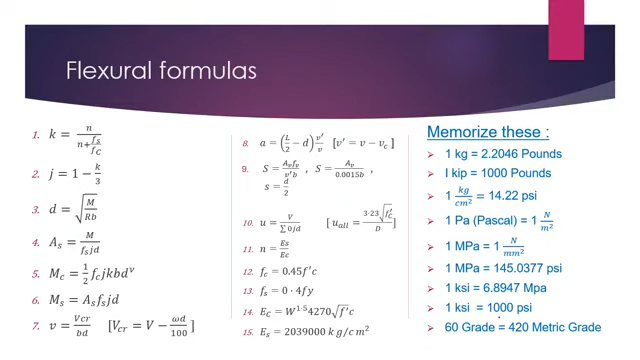 Flexural formulas
1. k = n / (n + fs/fC)
2. j = 1 − k/3
3. d = √(M / Rb)
4. As = M / (fs jd)
5. Mc = 1/2 fc jkbd^v
6. Ms = As fs jd
7. v = Vcr / bd [Vcr = V − ωd/100 ]
8. a = (L/2 − d) v′/v [v′ = v − vc ]
9. S = Av fv / v′b , S = Av / 0.0015b ,
s = d/2
10. u = V / ∑0jd [ uall = 3·23√f′C / D ]
11. n = Es / Ec
12. fc = 0.45f′c
13. fs = 0·4fy
14. EC = W^1·5 4270 √f′c
15. Es = 2039000 kg/cm²
Memorize these :
➢ 1 kg = 2.2046 Pounds
➢ I kip = 1000 Pounds
➢ 1 kg/cm² = 14.22 psi
➢ 1 Pa (Pascal) = 1 N/m²
➢ 1 MPa = 1 N/mm²
➢ 1 MPa = 145.0377 psi
➢ 1 ksi = 6.8947 Mpa
➢ 1 ksi = 1000 psi
➢ 60 Grade = 420 Metric Grade